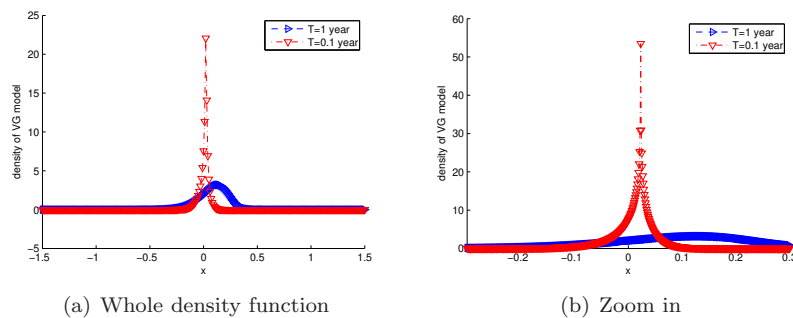 25
20
15
10
5
0
−5
density of VG model
T=1 year
T=0.1 year
−1.5 −1 −0.5 0 0.5 1 1.5
x
(a) Whole density function
60
50
40
30
20
10
0
density of VG model
T=1 year
T=0.1 year
−0.2 −0.1 0 0.1 0.2 0.3
x
(b) Zoom in